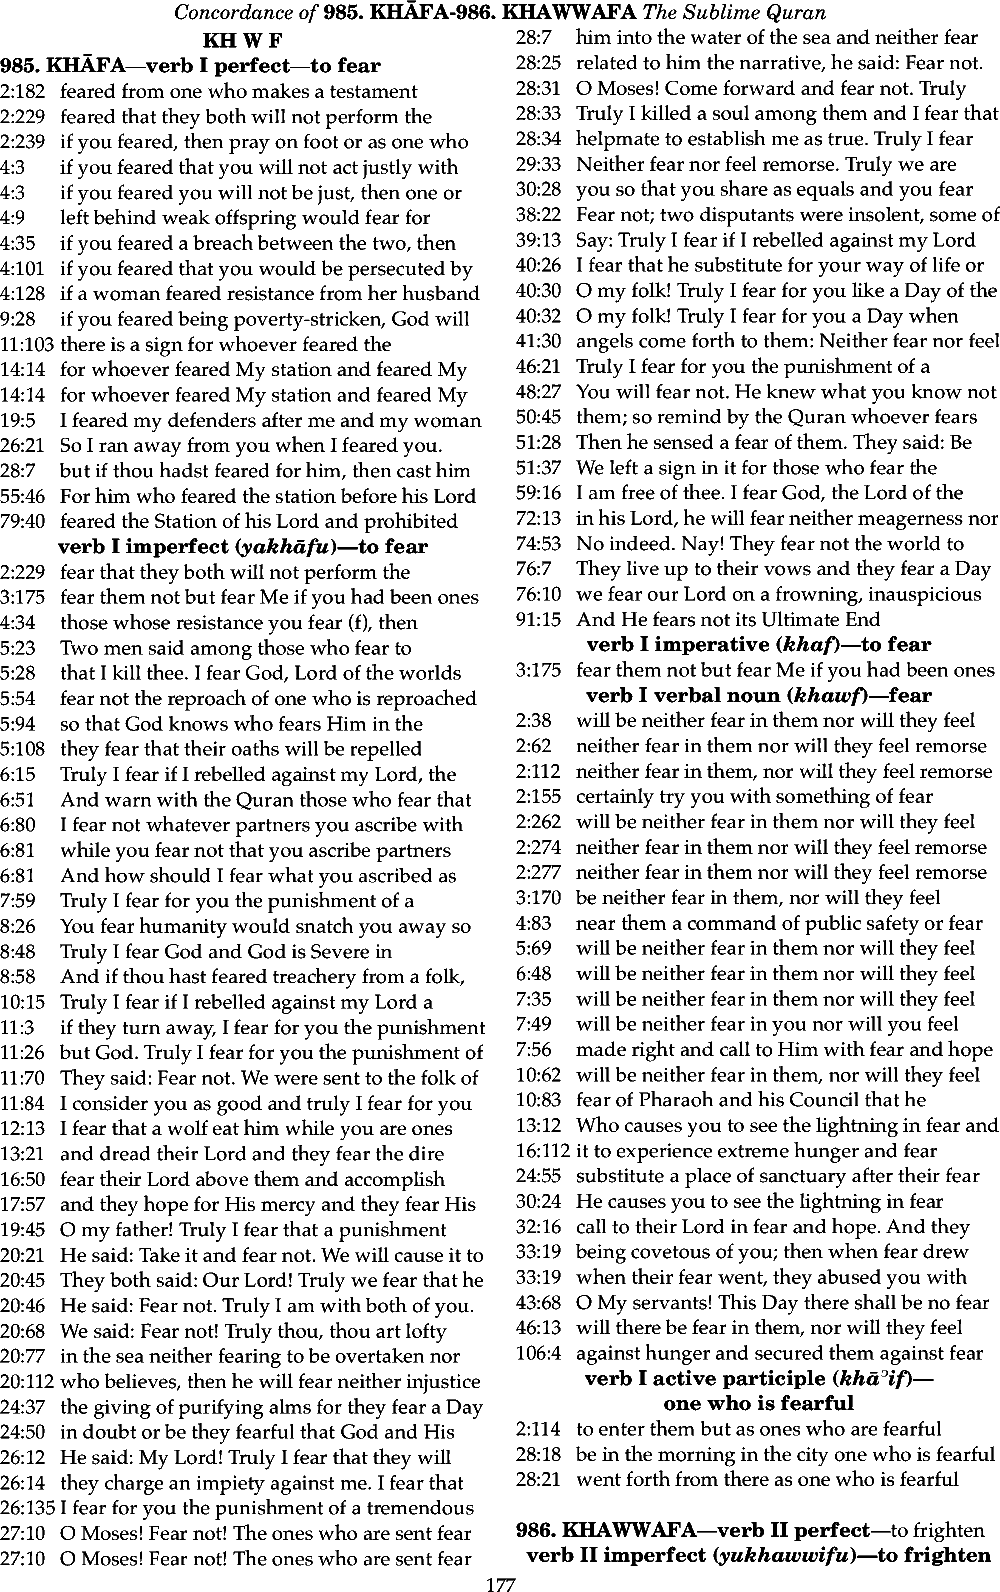 Concordance of 985. KHĀFA-986. KHAWWAFA The Sublime Quran
KH W F
985. KHĀFA—verb I perfect—to fear
2:182 feared from one who makes a testament
2:229 feared that they both will not perform the
2:239 if you feared, then pray on foot or as one who
4:3 if you feared that you will not act justly with
4:3 if you feared you will not be just, then one or
4:9 left behind weak offspring would fear for
4:35 if you feared a breach between the two, then
4:101 if you feared that you would be persecuted by
4:128 if a woman feared resistance from her husband
9:28 if you feared being poverty-stricken, God will
11:103 there is a sign for whoever feared the
14:14 for whoever feared My station and feared My
14:14 for whoever feared My station and feared My
19:5 I feared my defenders after me and my woman
26:21 So I ran away from you when I feared you.
28:7 but if thou hadst feared for him, then cast him
55:46 For him who feared the station before his Lord
79:40 feared the Station of his Lord and prohibited
verb I imperfect (yakhāfu)—to fear
2:229 fear that they both will not perform the
3:175 fear them not but fear Me if you had been ones
4:34 those whose resistance you fear (f), then
5:23 Two men said among those who fear to
5:28 that I kill thee. I fear God, Lord of the worlds
5:54 fear not the reproach of one who is reproached
5:94 so that God knows who fears Him in the
5:108 they fear that their oaths will be repelled
6:15 Truly I fear if I rebelled against my Lord, the
6:51 And warn with the Quran those who fear that
6:80 I fear not whatever partners you ascribe with
6:81 while you fear not that you ascribe partners
6:81 And how should I fear what you ascribed as
7:59 Truly I fear for you the punishment of a
8:26 You fear humanity would snatch you away so
8:48 Truly I fear God and God is Severe in
8:58 And if thou hast feared treachery from a folk,
10:15 Truly I fear if I rebelled against my Lord a
11:3 if they turn away, I fear for you the punishment
11:26 but God. Truly I fear for you the punishment of
11:70 They said: Fear not. We were sent to the folk of
11:84 I consider you as good and truly I fear for you
12:13 I fear that a wolf eat him while you are ones
13:21 and dread their Lord and they fear the dire
16:50 fear their Lord above them and accomplish
17:57 and they hope for His mercy and they fear His
19:45 O my father! Truly I fear that a punishment
20:21 He said: Take it and fear not. We will cause it to
20:45 They both said: Our Lord! Truly we fear that he
20:46 He said: Fear not. Truly I am with both of you.
20:68 We said: Fear not! Truly thou, thou art lofty
20:77 in the sea neither fearing to be overtaken nor
20:112 who believes, then he will fear neither injustice
24:37 the giving of purifying alms for they fear a Day
24:50 in doubt or be they fearful that God and His
26:12 He said: My Lord! Truly I fear that they will
26:14 they charge an impiety against me. I fear that
26:135 I fear for you the punishment of a tremendous
27:10 O Moses! Fear not! The ones who are sent fear
27:10 O Moses! Fear not! The ones who are sent fear
28:7 him into the water of the sea and neither fear
28:25 related to him the narrative, he said: Fear not.
28:31 O Moses! Come forward and fear not. Truly
28:33 Truly I killed a soul among them and I fear that
28:34 helpmate to establish me as true. Truly I fear
29:33 Neither fear nor feel remorse. Truly we are
30:28 you so that you share as equals and you fear
38:22 Fear not; two disputants were insolent, some of
39:13 Say: Truly I fear if I rebelled against my Lord
40:26 I fear that he substitute for your way of life or
40:30 O my folk! Truly I fear for you like a Day of the
40:32 O my folk! Truly I fear for you a Day when
41:30 angels come forth to them: Neither fear nor feel
46:21 Truly I fear for you the punishment of a
48:27 You will fear not. He knew what you know not
50:45 them; so remind by the Quran whoever fears
51:28 Then he sensed a fear of them. They said: Be
51:37 We left a sign in it for those who fear the
59:16 I am free of thee. I fear God, the Lord of the
72:13 in his Lord, he will fear neither meagerness nor
74:53 No indeed. Nay! They fear not the world to
76:7 They live up to their vows and they fear a Day
76:10 we fear our Lord on a frowning, inauspicious
91:15 And He fears not its Ultimate End
verb I imperative (khaf)—to fear
3:175 fear them not but fear Me if you had been ones
verb I verbal noun (khawf)—fear
2:38 will be neither fear in them nor will they feel
2:62 neither fear in them nor will they feel remorse
2:112 neither fear in them, nor will they feel remorse
2:155 certainly try you with something of fear
2:262 will be neither fear in them nor will they feel
2:274 neither fear in them nor will they feel remorse
2:277 neither fear in them nor will they feel remorse
3:170 be neither fear in them, nor will they feel
4:83 near them a command of public safety or fear
5:69 will be neither fear in them nor will they feel
6:48 will be neither fear in them nor will they feel
7:35 will be neither fear in them nor will they feel
7:49 will be neither fear in you nor will you feel
7:56 made right and call to Him with fear and hope
10:62 will be neither fear in them, nor will they feel
10:83 fear of Pharaoh and his Council that he
13:12 Who causes you to see the lightning in fear and
16:112 it to experience extreme hunger and fear
24:55 substitute a place of sanctuary after their fear
30:24 He causes you to see the lightning in fear
32:16 call to their Lord in fear and hope. And they
33:19 being covetous of you; then when fear drew
33:19 when their fear went, they abused you with
43:68 O My servants! This Day there shall be no fear
46:13 will there be fear in them, nor will they feel
106:4 against hunger and secured them against fear
verb I active participle (khāʾif)—
one who is fearful
2:114 to enter them but as ones who are fearful
28:18 be in the morning in the city one who is fearful
28:21 went forth from there as one who is fearful
986. KHAWWAFA—verb II perfect—to frighten
verb II imperfect (yukhawwifu)—to frighten
177